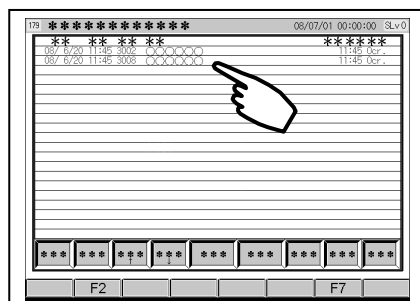 179 ************ 08/07/01 00:00:00 SLv0
** ** ** ** ******
08/ 6/20 11:45 3002 ○○○○○○ 11:45 Ocr.
08/ 6/20 11:45 3008 ○○○○○○ 11:45 Ocr.
*** *** ***↑ ***↓ *** *** *** *** ***
F2 F7